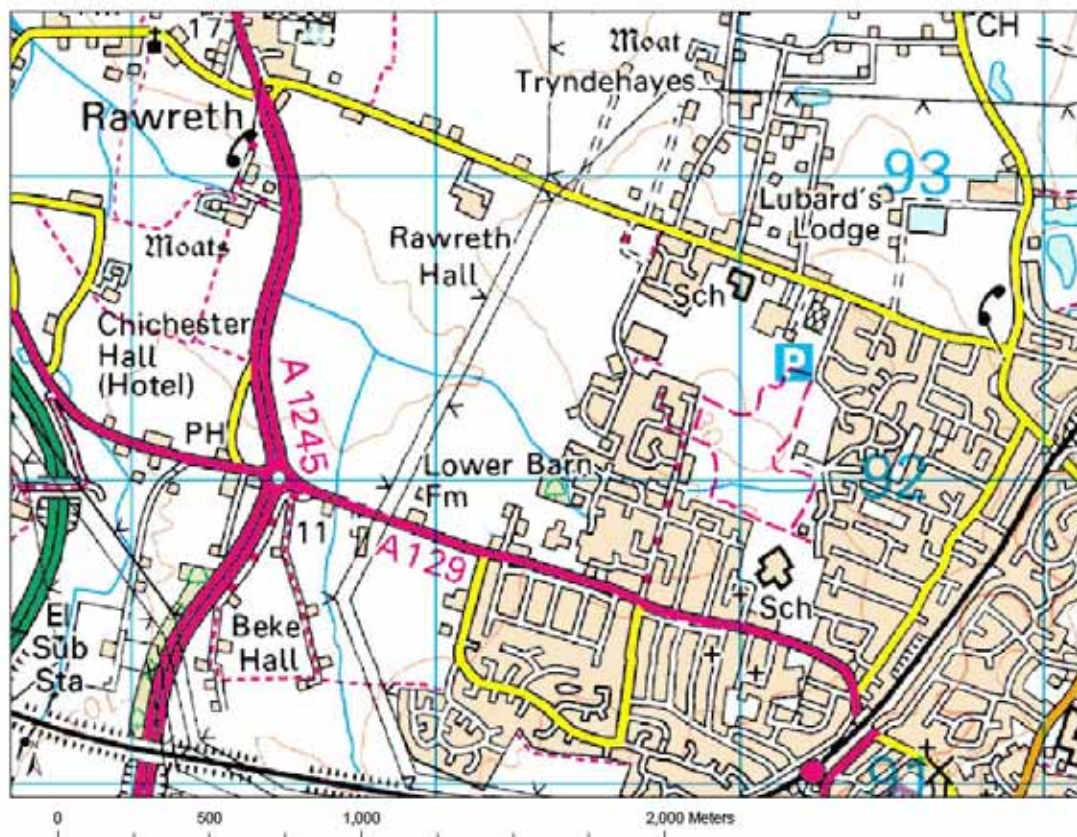 17
CH
Moat
Tryndehayes
Rawreth
93
Lubard's
Lodge
Moats
Rawreth
Hall
Sch
Chichester
Hall
(Hotel)
P
A 1245
PH
Lower Barn
Fm
92
11
A 129
Sch
El
Sub
Sta
Beke
Hall
N
91
0 500 1,000 2,000 Meters